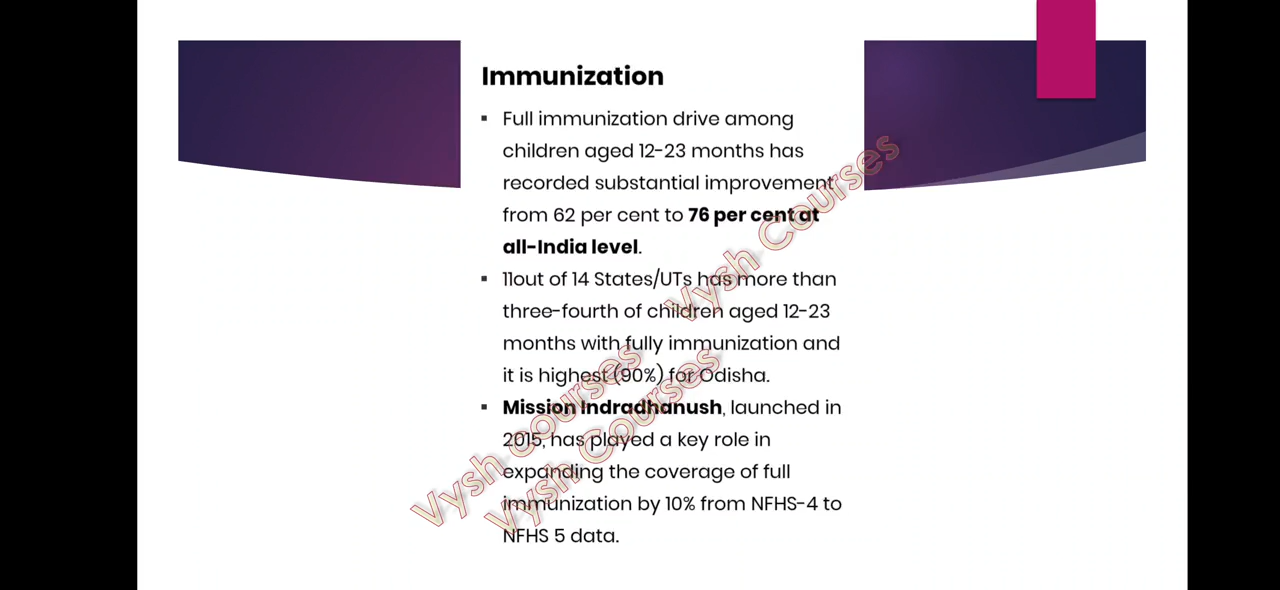 Immunization
▪ Full immunization drive among
children aged 12-23 months has
recorded substantial improvement
from 62 per cent to 76 per cent at
all-India level.
▪ 11out of 14 States/UTs has more than
three-fourth of children aged 12-23
months with fully immunization and
it is highest (90%) for Odisha.
▪ Mission Indradhanush, launched in
2015, has played a key role in
expanding the coverage of full
immunization by 10% from NFHS-4 to
NFHS 5 data.
Vysh Courses
Vysh courses
Vysh Courses